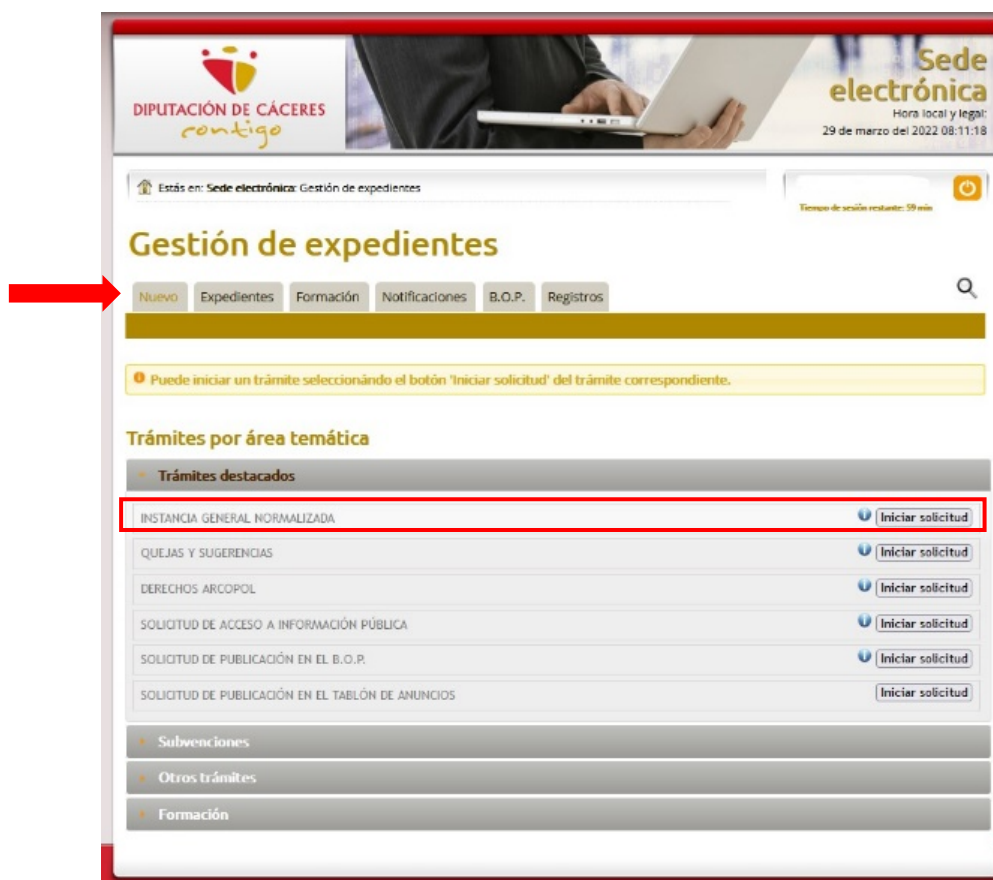 DIPUTACIÓN DE CÁCERES
contigo
Sede
electrónica
Hora local y legal:
29 de marzo del 2022 08:11:18
Estás en: Sede electrónica: Gestión de expedientes
Tiempo de sesión restante: 59 min
Gestión de expedientes
Nuevo Expedientes Formación Notificaciones B.O.P. Registros
Puede iniciar un trámite seleccionándo el botón 'Iniciar solicitud' del trámite correspondiente.
Trámites por área temática
Trámites destacados
INSTANCIA GENERAL NORMALIZADA Iniciar solicitud
QUEJAS Y SUGERENCIAS Iniciar solicitud
DERECHOS ARCOPOL Iniciar solicitud
SOLICITUD DE ACCESO A INFORMACIÓN PÚBLICA Iniciar solicitud
SOLICITUD DE PUBLICACIÓN EN EL B.O.P. Iniciar solicitud
SOLICITUD DE PUBLICACIÓN EN EL TABLÓN DE ANUNCIOS Iniciar solicitud
Subvenciones
Otros trámites
Formación